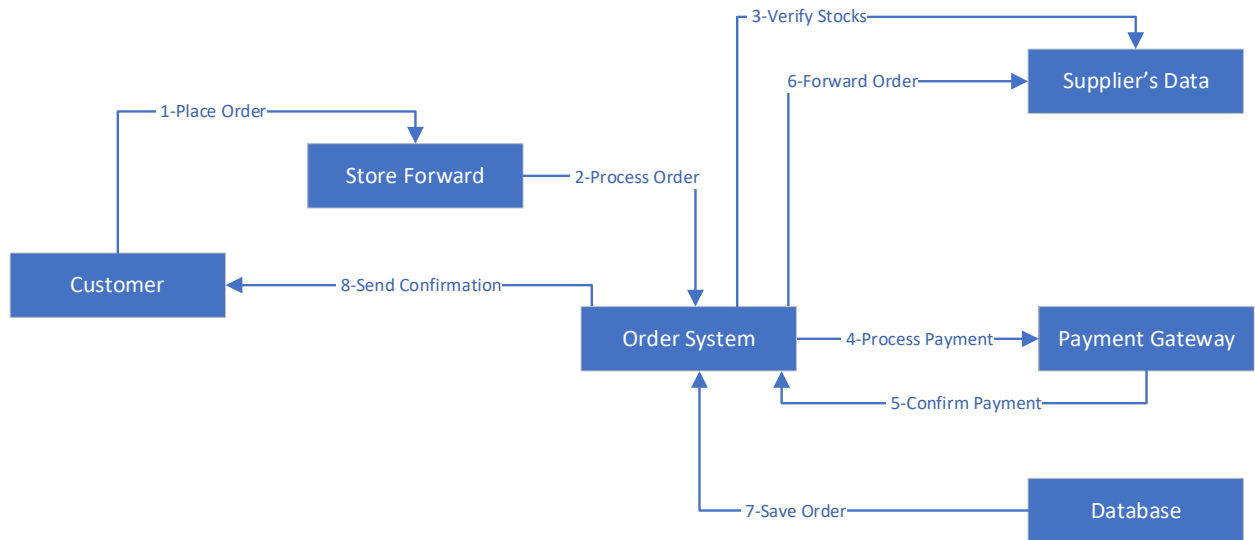 3-Verify Stocks
6-Forward Order
Supplier's Data
1-Place Order
Store Forward
2-Process Order
Customer
8-Send Confirmation
Order System
4-Process Payment
Payment Gateway
5-Confirm Payment
7-Save Order
Database